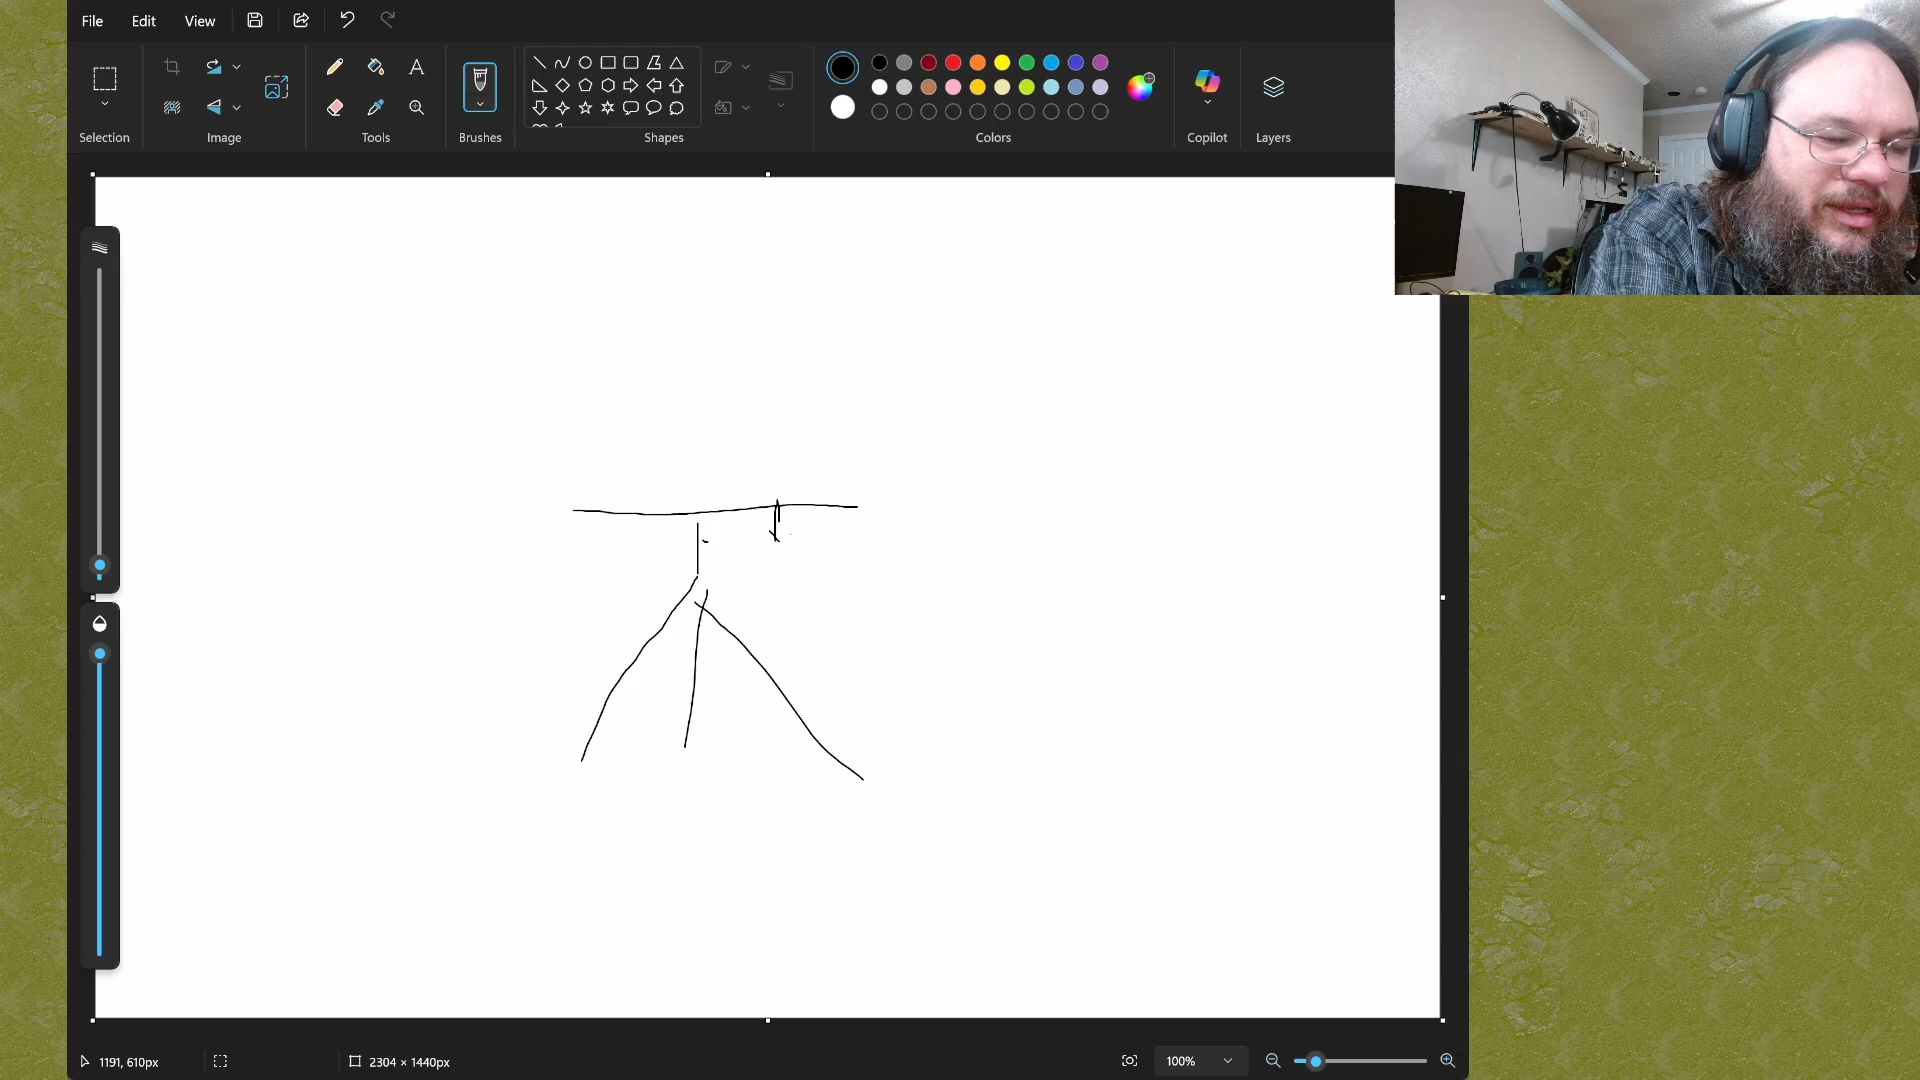 File Edit View
Selection Image Tools Brushes Shapes Colors Copilot Layers
1191, 610px 2304 × 1440px 100%